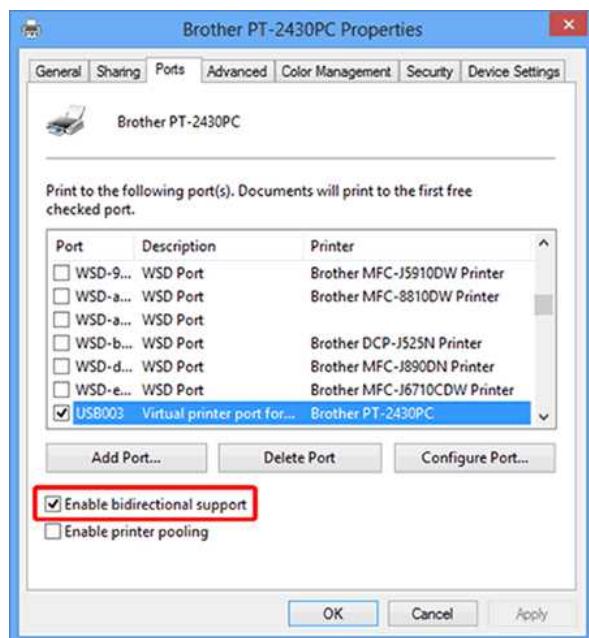 Brother PT-2430PC Properties
General Sharing Ports Advanced Color Management Security Device Settings
Brother PT-2430PC
Print to the following port(s). Documents will print to the first free
checked port.
Port Description Printer
WSD-9... WSD Port Brother MFC-J5910DW Printer
WSD-a... WSD Port Brother MFC-8810DW Printer
WSD-a... WSD Port
WSD-b... WSD Port Brother DCP-J525N Printer
WSD-d... WSD Port Brother MFC-J890DN Printer
WSD-e... WSD Port Brother MFC-J6710CDW Printer
USB003 Virtual printer port for... Brother PT-2430PC
Add Port... Delete Port Configure Port...
Enable bidirectional support
Enable printer pooling
OK Cancel Apply